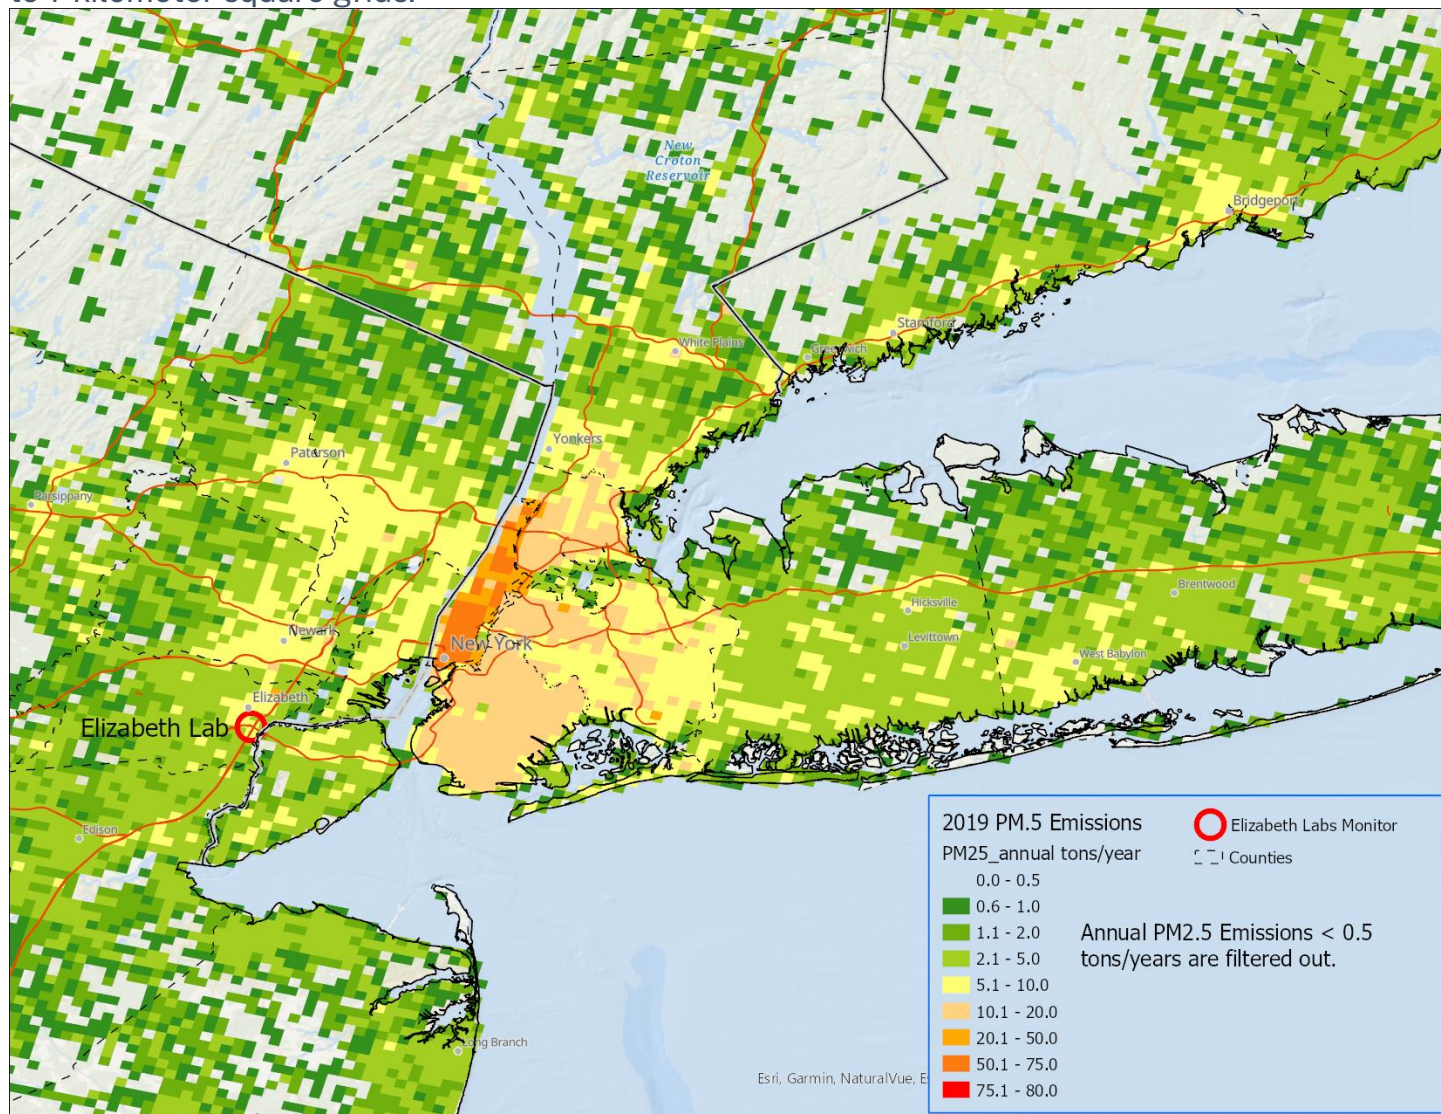 New
Croton
Reservoir
Bridgeport
Stamford
Greenwich
White Plains
Yonkers
Paterson
Parsippany
Brentwood
Hicksville
Levittown
West Babylon
Newark
New York
Elizabeth
Elizabeth Lab
Edison
Long Branch
2019 PM.5 Emissions
PM25_annual tons/year
0.0 - 0.5
0.6 - 1.0
1.1 - 2.0
2.1 - 5.0
5.1 - 10.0
10.1 - 20.0
20.1 - 50.0
50.1 - 75.0
75.1 - 80.0
Elizabeth Labs Monitor
Counties
Annual PM2.5 Emissions < 0.5
tons/years are filtered out.
Esri, Garmin, NaturalVue,